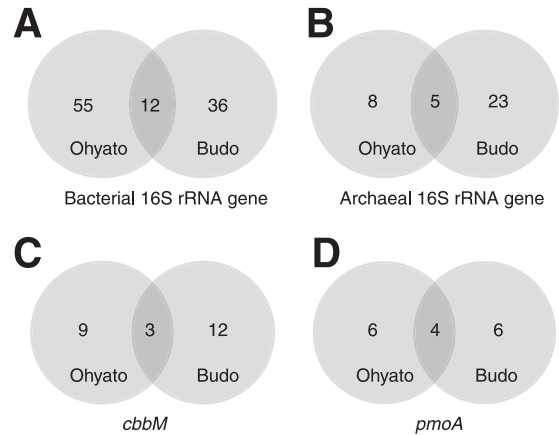 A
B
55 12 36
8 5 23
Ohyato Budo
Ohyato Budo
Bacterial 16S rRNA gene
Archaeal 16S rRNA gene
C
D
9 3 12
6 4 6
Ohyato Budo
Ohyato Budo
cbbM
pmoA